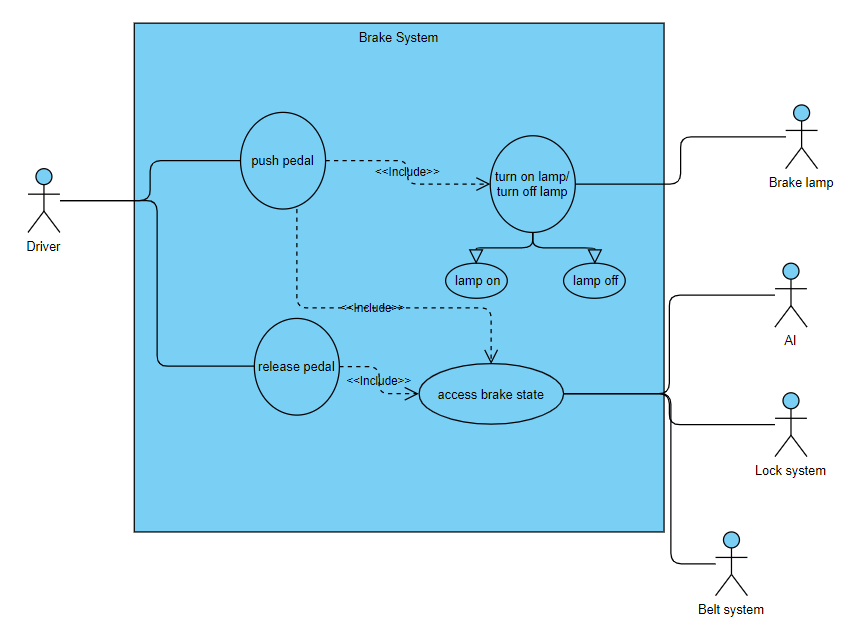 Brake System
push pedal
<<Include>>
turn on lamp/
turn off lamp
Brake lamp
Driver
lamp on
lamp off
<<Include>>
AI
release pedal
<<Include>>
access brake state
Lock system
Belt system